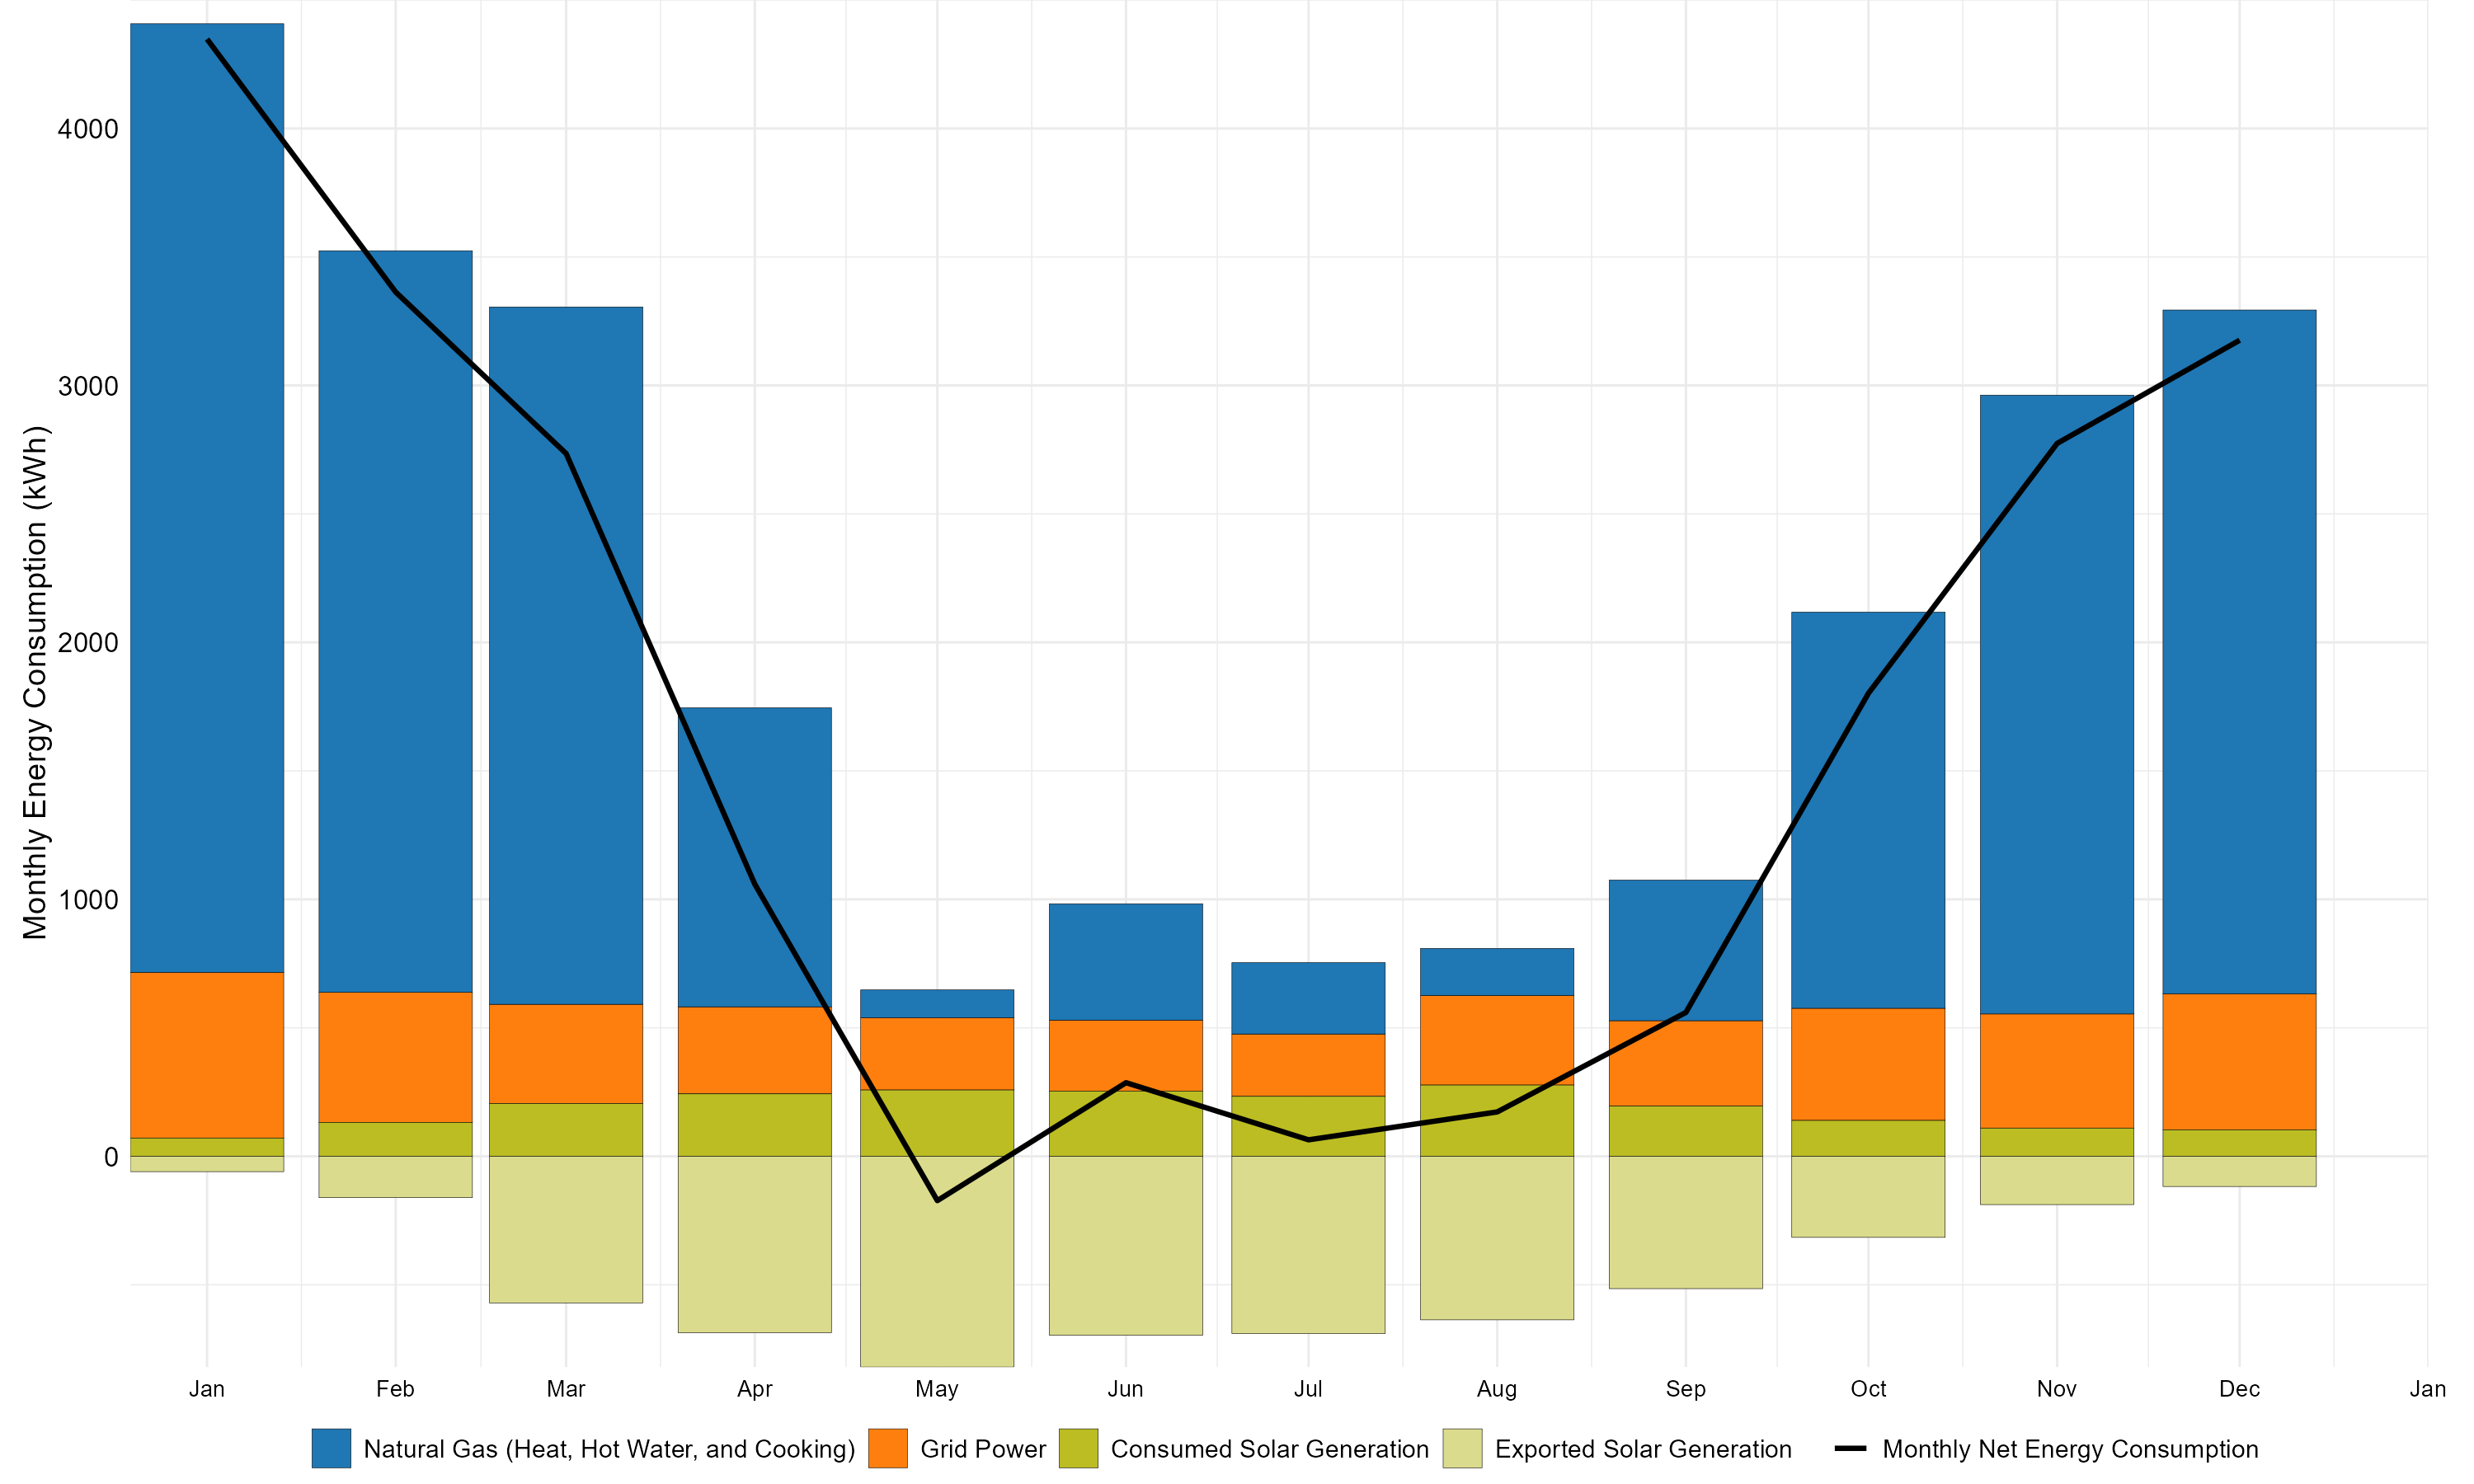 Monthly Energy Consumption (kWh)
4000
3000
2000
1000
0
Jan Feb Mar Apr May Jun Jul Aug Sep Oct Nov Dec Jan
Natural Gas (Heat, Hot Water, and Cooking) Grid Power Consumed Solar Generation Exported Solar Generation Monthly Net Energy Consumption